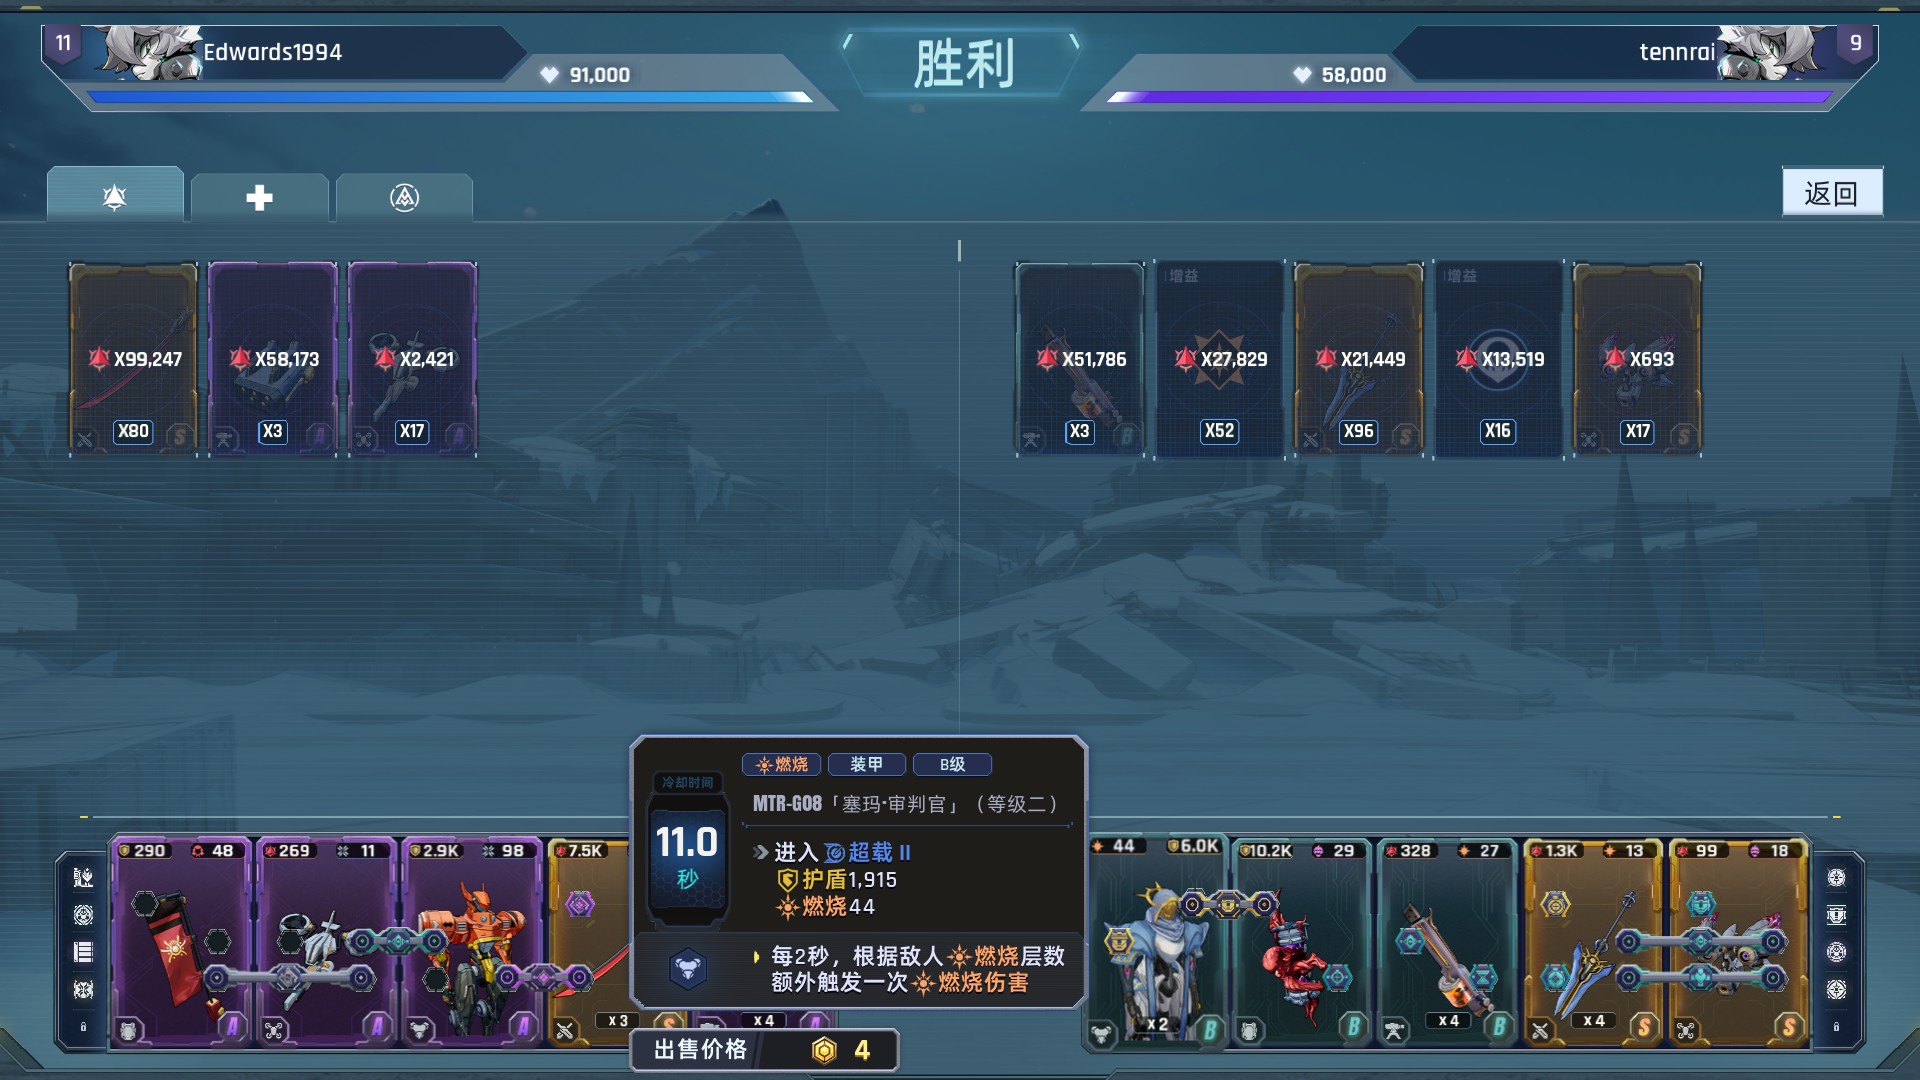 11
Edwards1994
91,000
胜利
58,000
tennrai
9
返回
X99,247
X80
S
X58,173
X3
A
X2,421
X17
A
X51,786
X3
B
增益
X27,829
X52
X21,449
X96
S
增益
X13,519
X16
X693
X17
S
燃烧
装甲
B级
冷却时间
11.0
秒
MTR-G08「塞玛·审判官」（等级二）
进入超载 II
护盾1,915
燃烧44
每2秒，根据敌人燃烧层数
额外触发一次燃烧伤害
出售价格
4
290
48
A
269
11
A
2.9K
98
A
7.5K
x 3
S
x 4
A
44
6.0K
x 2
B
10.2K
29
B
328
27
x 4
B
1.3K
13
x 4
S
99
18
S